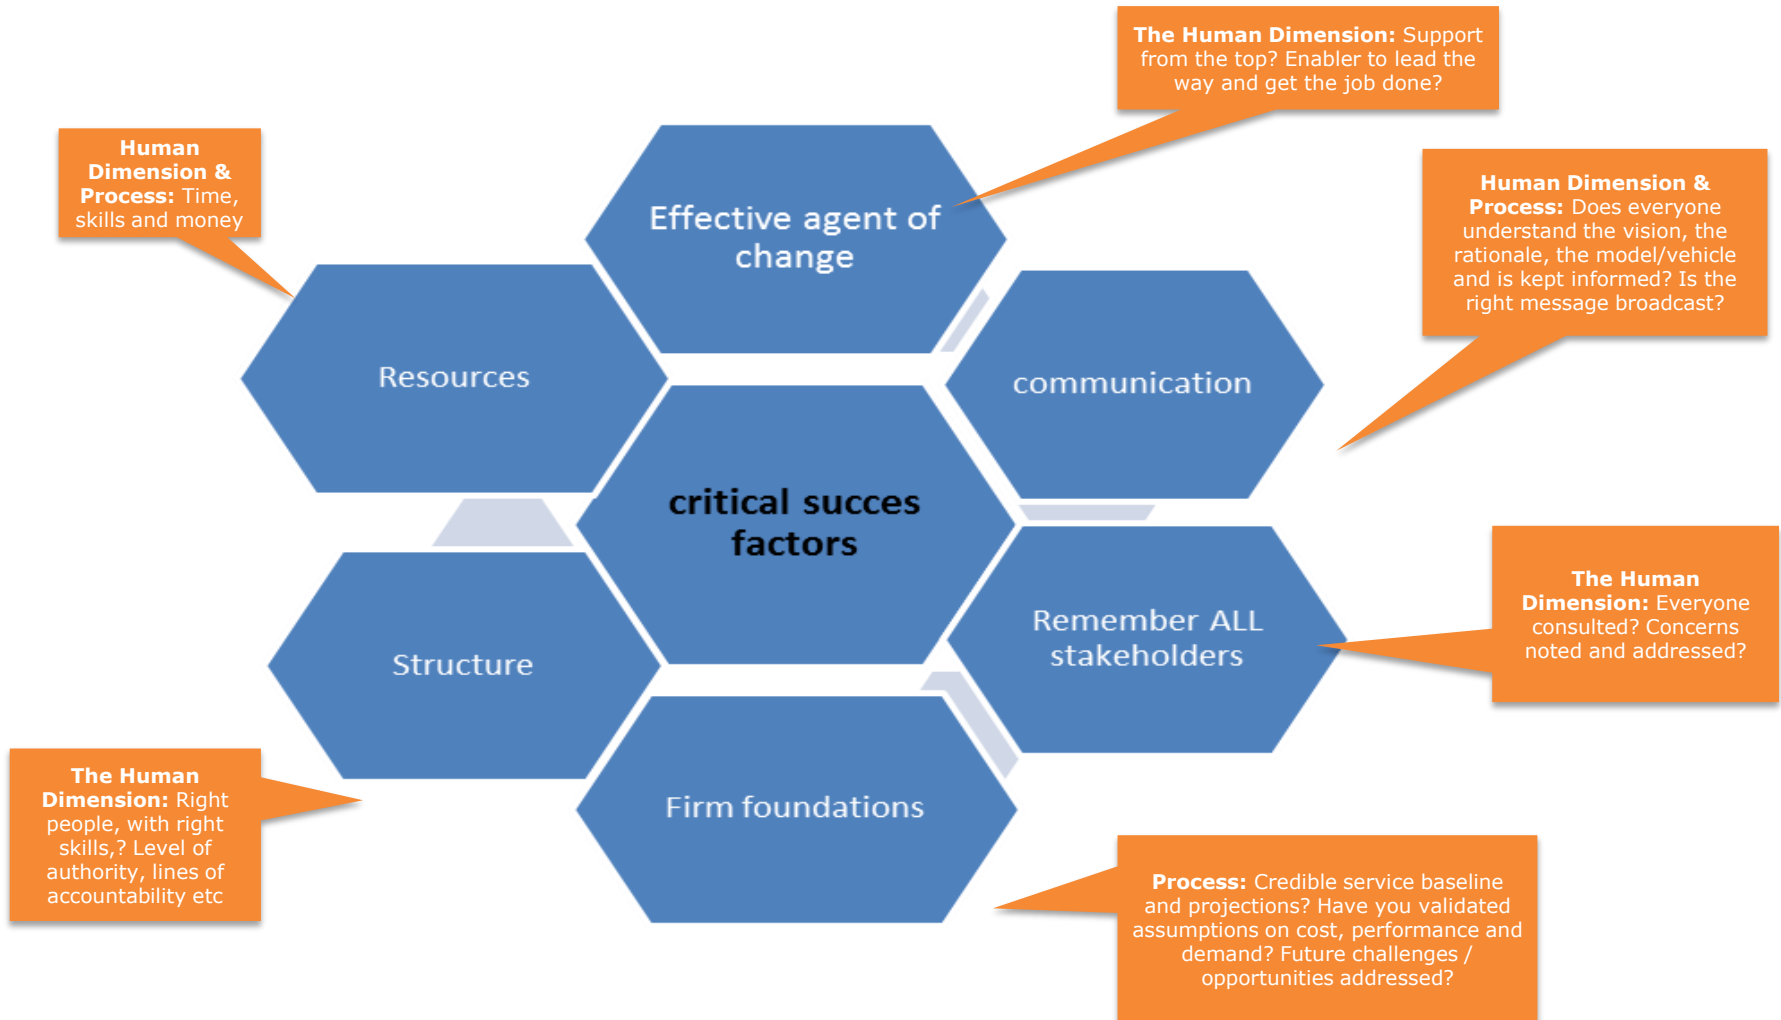 The Human Dimension: Support
from the top? Enabler to lead the
way and get the job done?
Human
Dimension &
Process: Time,
skills and money
Human Dimension &
Process: Does everyone
understand the vision, the
rationale, the model/vehicle
and is kept informed? Is the
right message broadcast?
Effective agent of
change
Resources
communication
critical succes
factors
The Human
Dimension: Everyone
consulted? Concerns
noted and addressed?
Remember ALL
stakeholders
Structure
Firm foundations
The Human
Dimension: Right
people, with right
skills,? Level of
authority, lines of
accountability etc
Process: Credible service baseline
and projections? Have you validated
assumptions on cost, performance and
demand? Future challenges /
opportunities addressed?